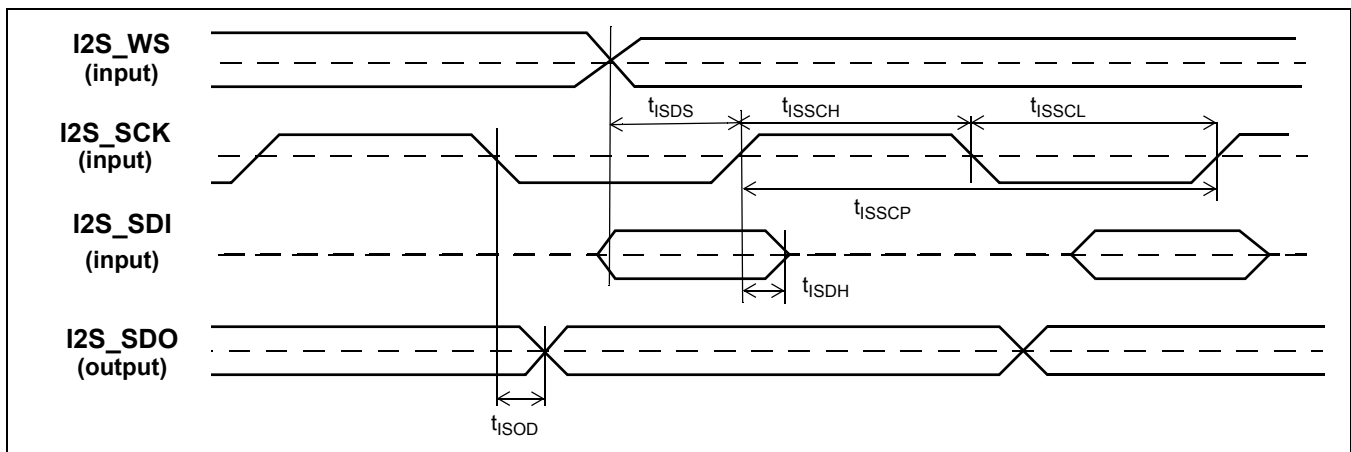 I2S_WS
(input)
tISDS
tISSCH
tISSCL
I2S_SCK
(input)
tISSCP
I2S_SDI
(input)
tISDH
I2S_SDO
(output)
tISOD